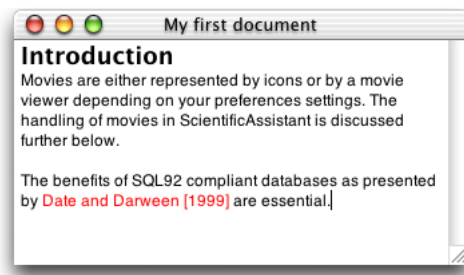 My first document
Introduction
Movies are either represented by icons or by a movie
viewer depending on your preferences settings. The
handling of movies in ScientificAssistant is discussed
further below.
The benefits of SQL92 compliant databases as presented
by Date and Darween [1999] are essential.